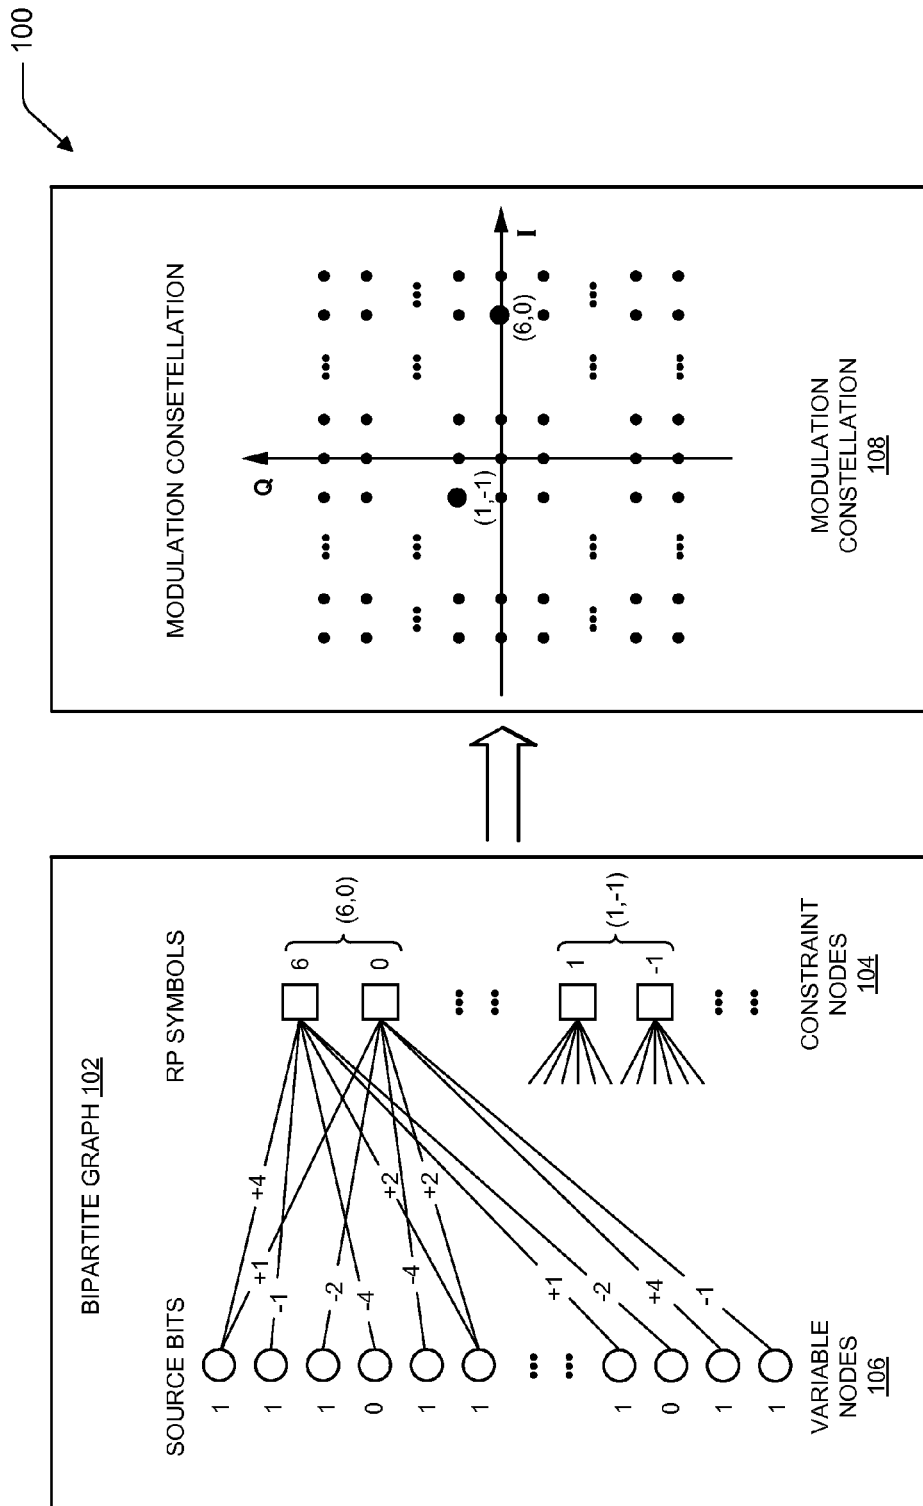 100
BIPARTITE GRAPH 102
SOURCE BITS
RP SYMBOLS
1
1
1
0
1
1
1
0
1
1
+4
+1
-1
-2
-4
-4
+2
+2
+1
-2
+4
-1
6
0
(6,0)
1
-1
(1,-1)
VARIABLE
NODES
106
CONSTRAINT
NODES
104
MODULATION CONSETELLATION
Q
I
(1,-1)
(6,0)
MODULATION
CONSTELLATION
108